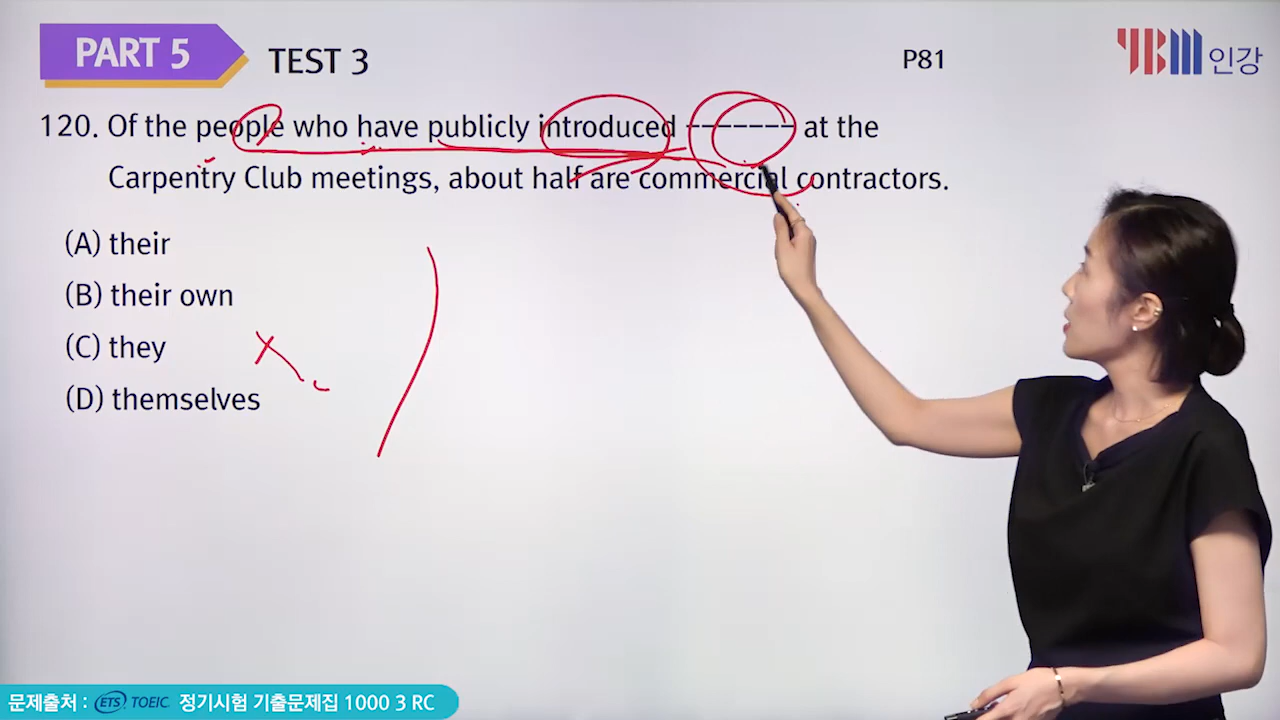 PART 5
TEST 3
P81
YBM 인강
120. Of the people who have publicly introduced ------- at the
Carpentry Club meetings, about half are commercial contractors.
(A) their
(B) their own
(C) they
(D) themselves
문제출처 : ETS TOEIC 정기시험 기출문제집 1000 3 RC